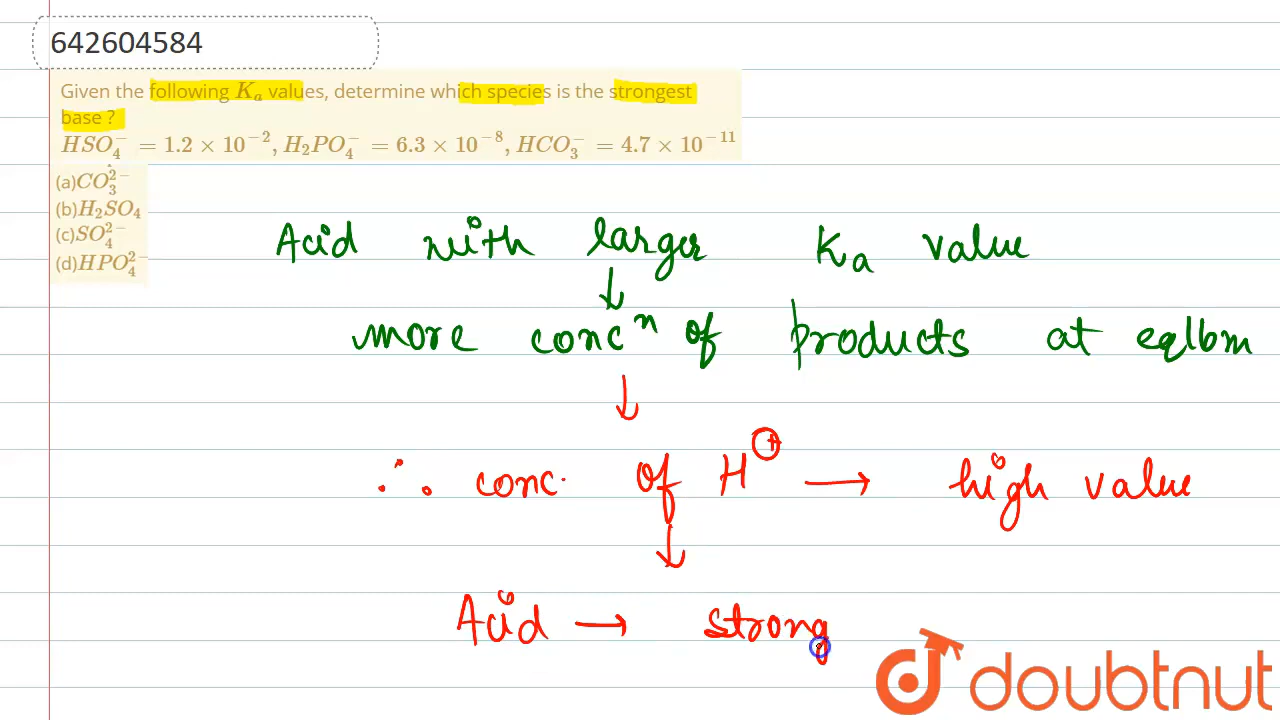 642604584
Given the following Kₐ values, determine which species is the strongest
base ?
HSO₄⁻ = 1.2 × 10⁻², H₂PO₄⁻ = 6.3 × 10⁻⁸, HCO₃⁻ = 4.7 × 10⁻¹¹
(a)CO₃²⁻
(b)H₂SO₄
(c)SO₄²⁻
(d)HPO₄²⁻
Acid with larger Ka value
↓
more concⁿ of products at eqlbm
↓
∴ conc. of H⊕ → high value
↓
Acid → strong
doubtnut